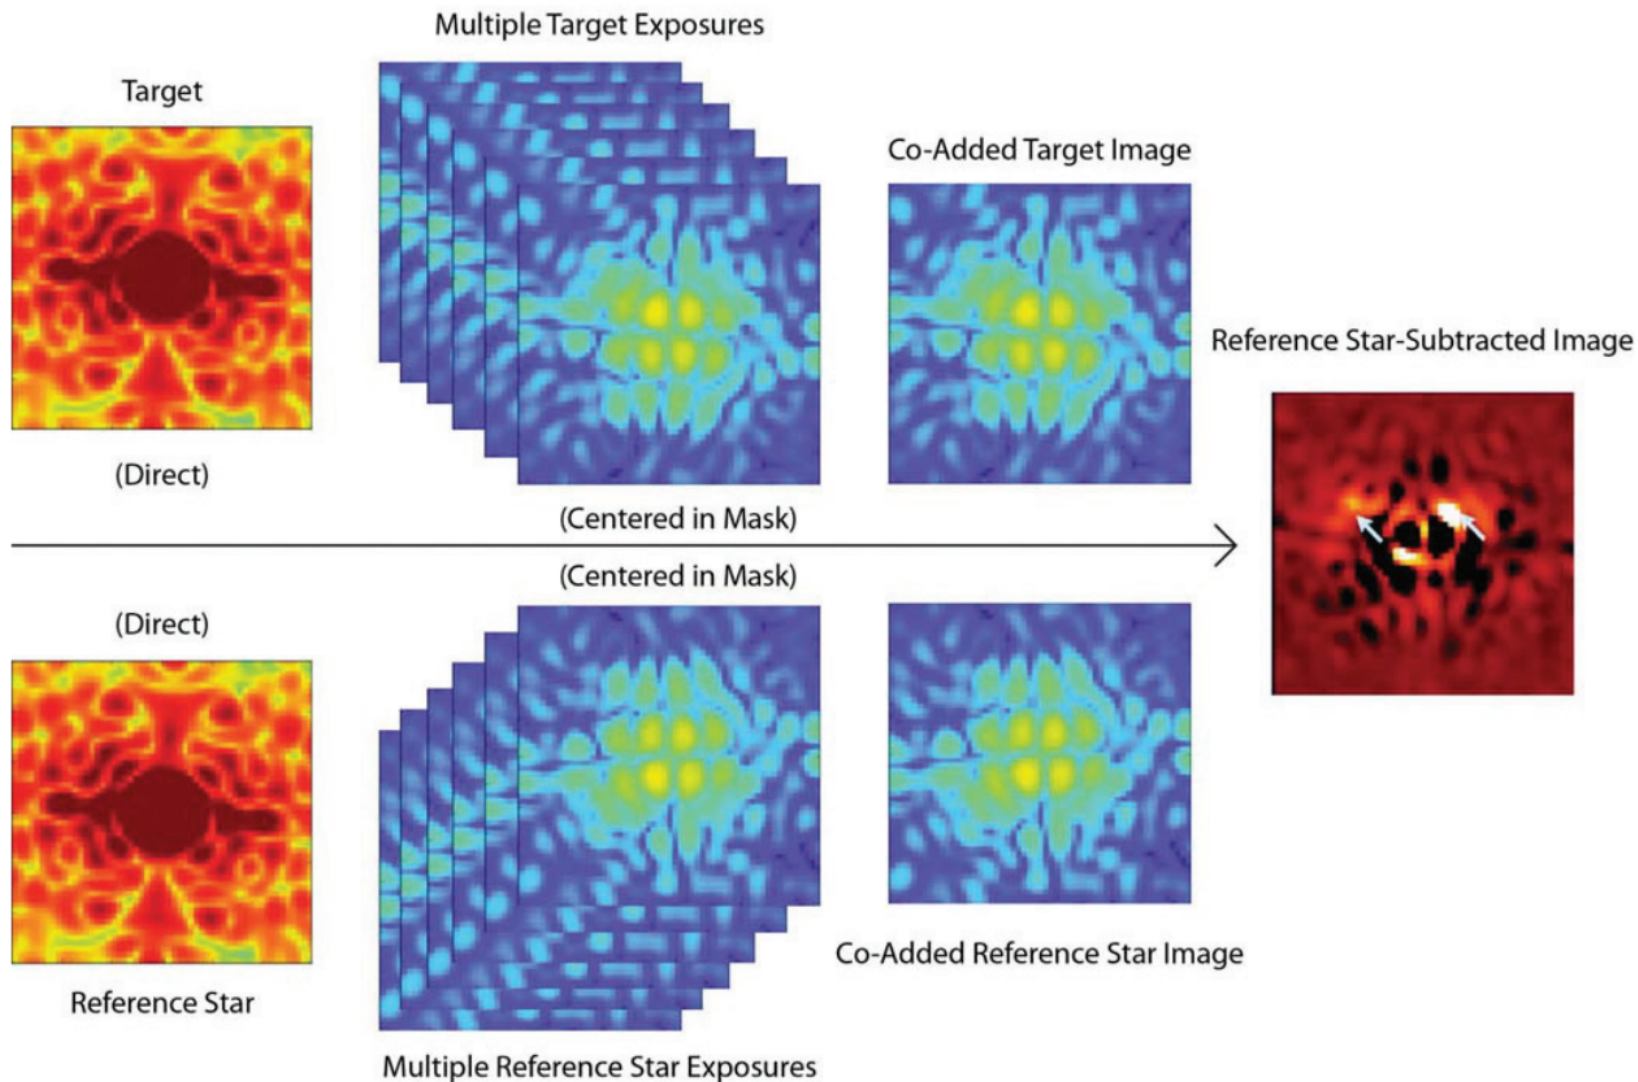 Multiple Target Exposures
Target
Co-Added Target Image
(Direct)
(Centered in Mask)
Reference Star-Subtracted Image
(Centered in Mask)
(Direct)
Co-Added Reference Star Image
Reference Star
Multiple Reference Star Exposures